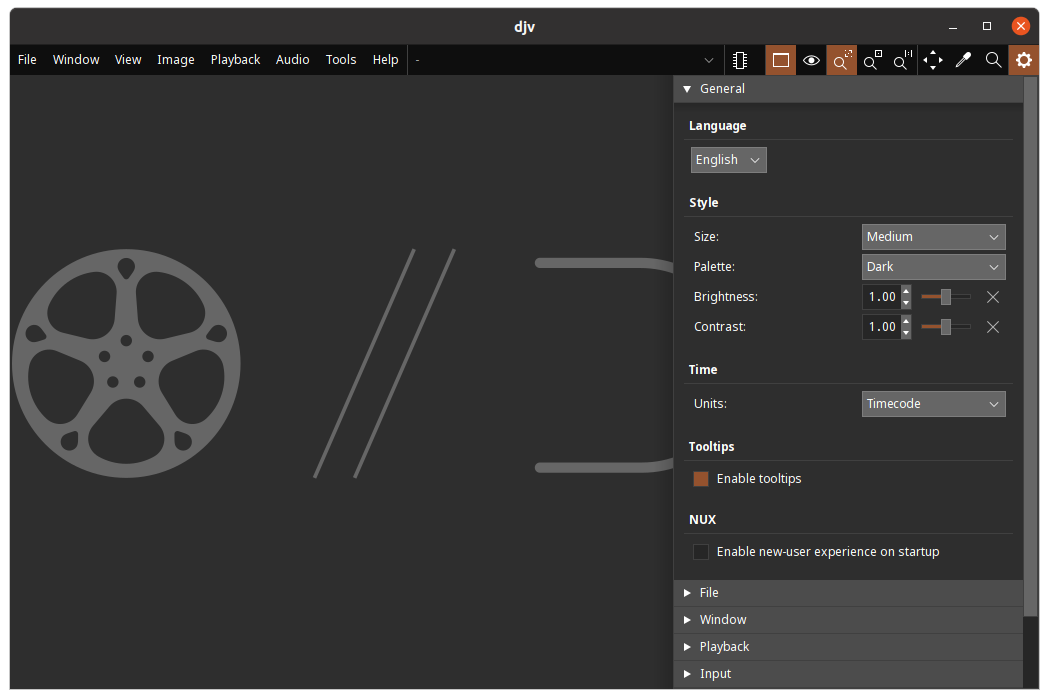 djv
File Window View Image Playback Audio Tools Help -
General
Language
English
Style
Size: Medium
Palette: Dark
Brightness: 1.00
Contrast: 1.00
Time
Units: Timecode
Tooltips
Enable tooltips
NUX
Enable new-user experience on startup
File
Window
Playback
Input